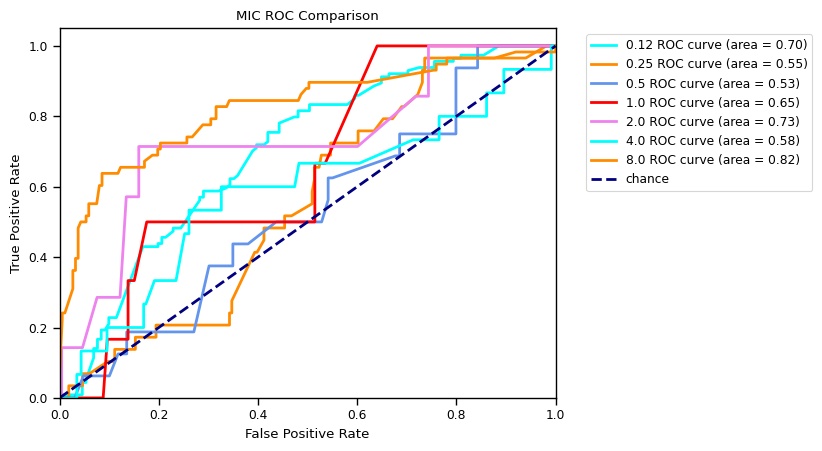 MIC ROC Comparison
1.0
0.8
0.6
0.4
0.2
0.0
True Positive Rate
0.0 0.2 0.4 0.6 0.8 1.0
False Positive Rate
0.12 ROC curve (area = 0.70)
0.25 ROC curve (area = 0.55)
0.5 ROC curve (area = 0.53)
1.0 ROC curve (area = 0.65)
2.0 ROC curve (area = 0.73)
4.0 ROC curve (area = 0.58)
8.0 ROC curve (area = 0.82)
chance